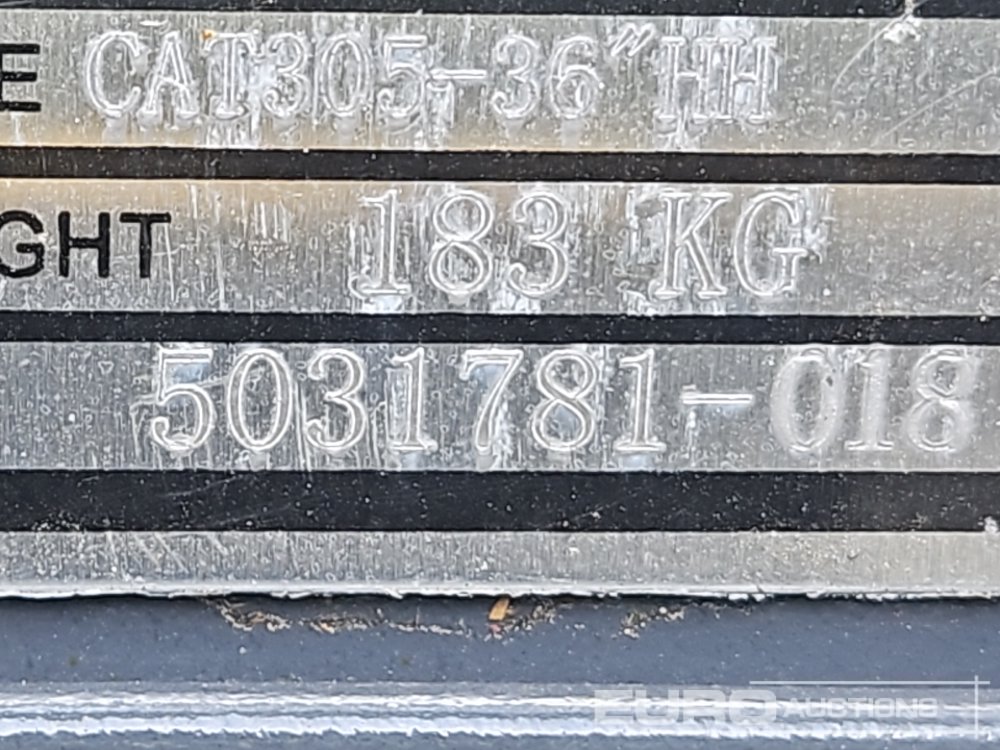 E CAT305-36"HH
GHT 183 KG
5031781-018
EURO AUCTIONS